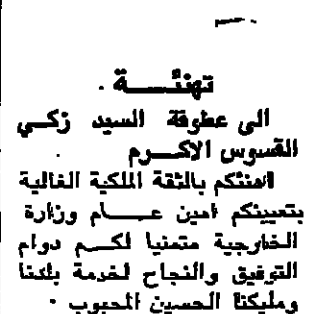 تهنئة .
الى عطوفة السيد زكي
القسوس الاكرم
اهنئكم بالثقة الملكية الغالية
بتعيينكم امين عام وزارة
الخارجية متمنيا لكم دوام
التوفيق والنجاح لخدمة بلدنا
ومليكنا الحسين المحبوب .